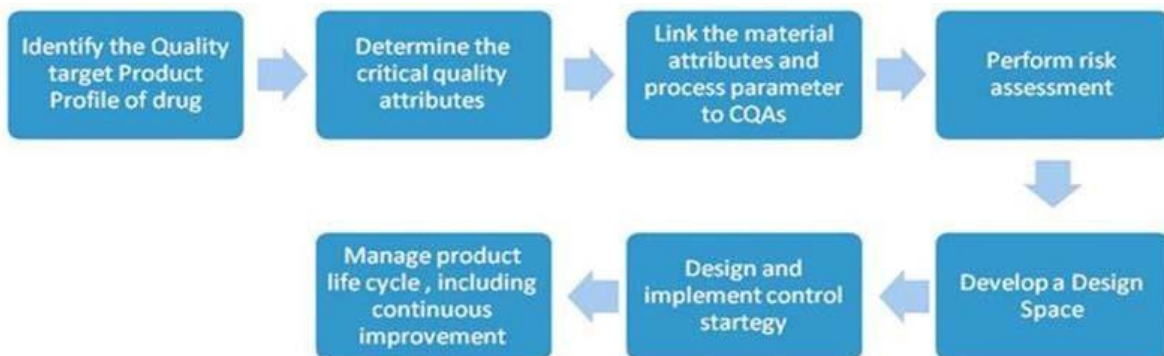 Identify the Quality
target Product
Profile of drug
Determine the
critical quality
attributes
Link the material
attributes and
process parameter
to CQAs
Perform risk
assessment
Develop a Design
Space
Design and
implement control
startegy
Manage product
life cycle , including
continuous
improvement